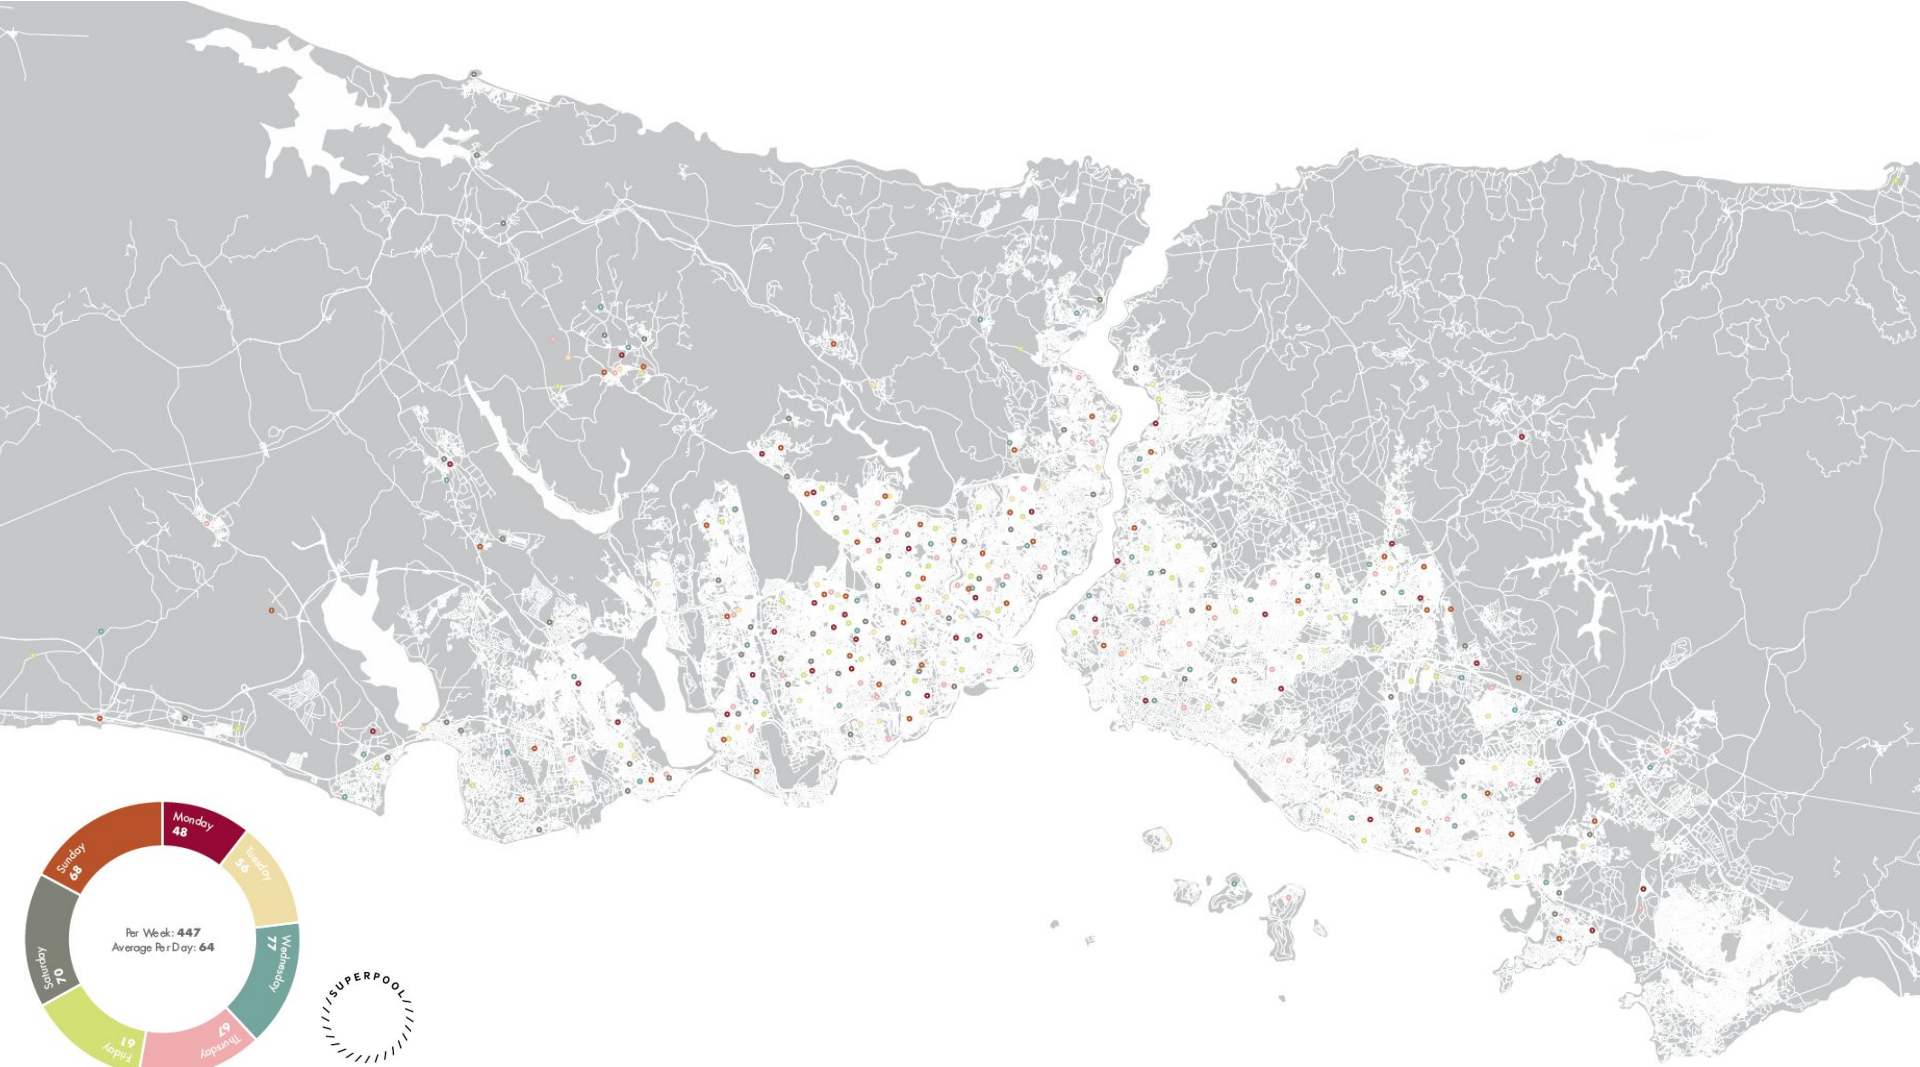 Monday
48
Tuesday
56
Wednesday
77
Thursday
67
Friday
61
Saturday
70
Sunday
68
Per Week: 447
Average Per Day: 64
SUPERPOOL